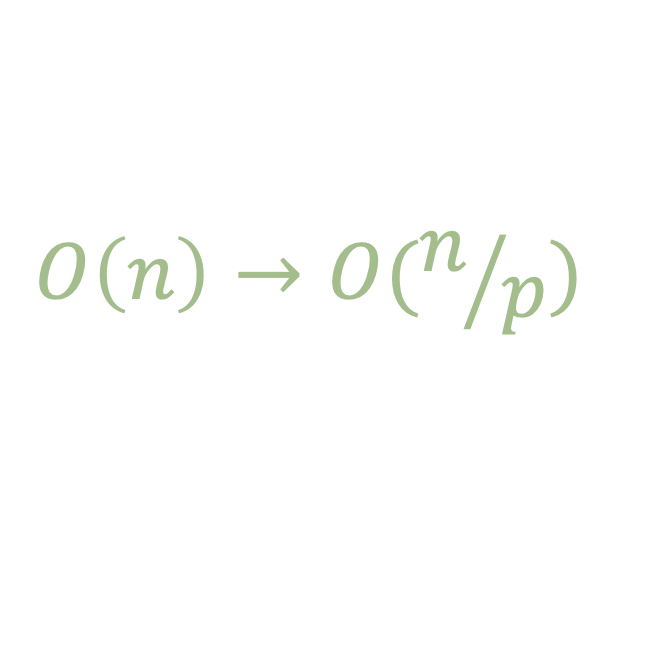 O(n) → O(n/p)